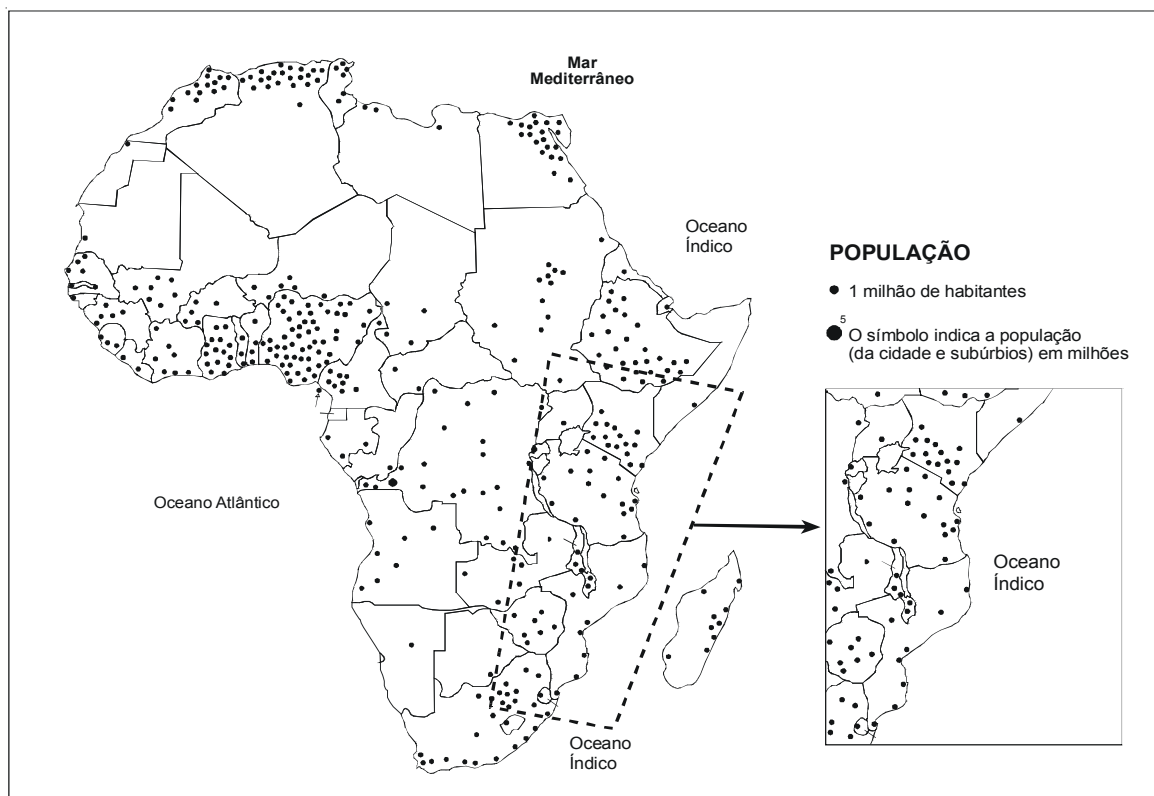 Mar
Mediterrâneo
Oceano
Índico
POPULAÇÃO
1 milhão de habitantes
5
O símbolo indica a população
(da cidade e subúrbios) em milhões
Oceano Atlântico
Oceano
Índico
Oceano
Índico